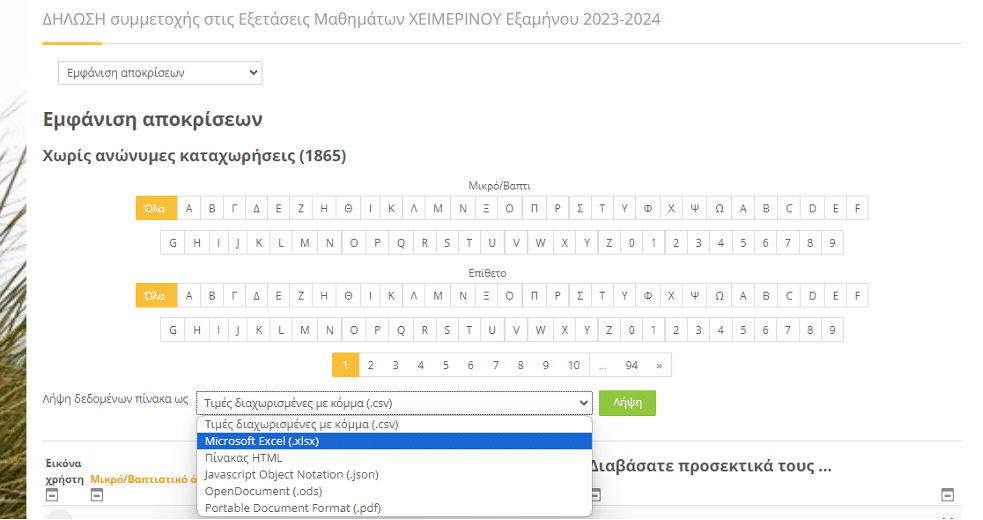 ΔΗΛΩΣΗ συμμετοχής στις Εξετάσεις Μαθημάτων ΧΕΙΜΕΡΙΝΟΥ Εξαμήνου 2023-2024
Εμφάνιση αποκρίσεων
Εμφάνιση αποκρίσεων
Χωρίς ανώνυμες καταχωρήσεις (1865)
Μικρό/Βαπτι
Όλα Α Β Γ Δ Ε Ζ Η Θ Ι Κ Λ Μ Ν Ξ Ο Π Ρ Σ Τ Υ Φ Χ Ψ Ω A B C D E F
G H I J K L M N O P Q R S T U V W X Y Z 0 1 2 3 4 5 6 7 8 9
Επίθετο
Όλα Α Β Γ Δ Ε Ζ Η Θ Ι Κ Λ Μ Ν Ξ Ο Π Ρ Σ Τ Υ Φ Χ Ψ Ω A B C D E F
G H I J K L M N O P Q R S T U V W X Y Z 0 1 2 3 4 5 6 7 8 9
1 2 3 4 5 6 7 8 9 10 ... 94 »
Λήψη δεδομένων πίνακα ως Τιμές διαχωρισμένες με κόμμα (.csv) Λήψη
Τιμές διαχωρισμένες με κόμμα (.csv)
Microsoft Excel (.xlsx)
Πίνακας HTML
Javascript Object Notation (.json)
OpenDocument (.ods)
Portable Document Format (.pdf)
Εικόνα
χρήστη Μικρό/Βαπτιστικό
Διαβάσατε προσεκτικά τους ...